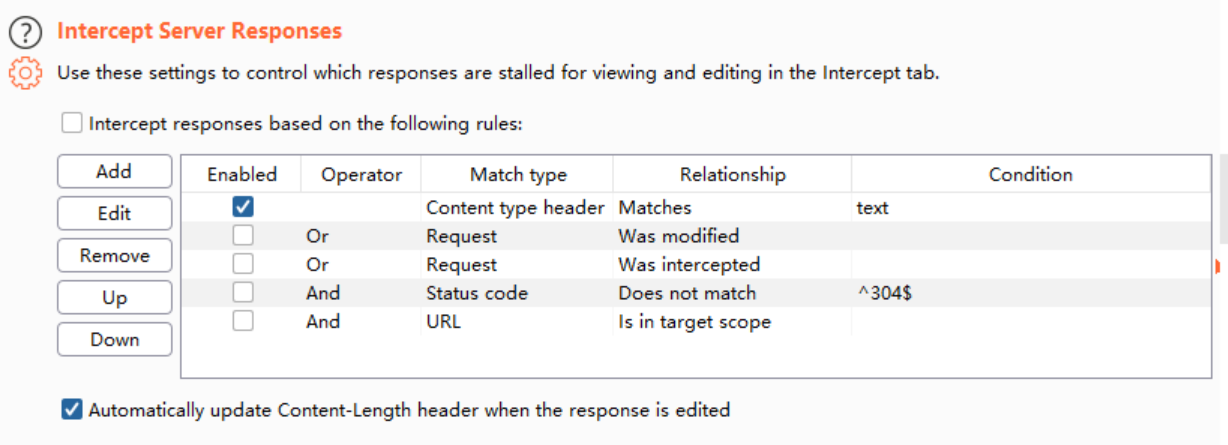 ?
Intercept Server Responses
Use these settings to control which responses are stalled for viewing and editing in the Intercept tab.
Intercept responses based on the following rules:
Add
Edit
Remove
Up
Down
Enabled Operator Match type Relationship Condition
Content type header Matches text
Or Request Was modified
Or Request Was intercepted
And Status code Does not match ^304$
And URL Is in target scope
Automatically update Content-Length header when the response is edited